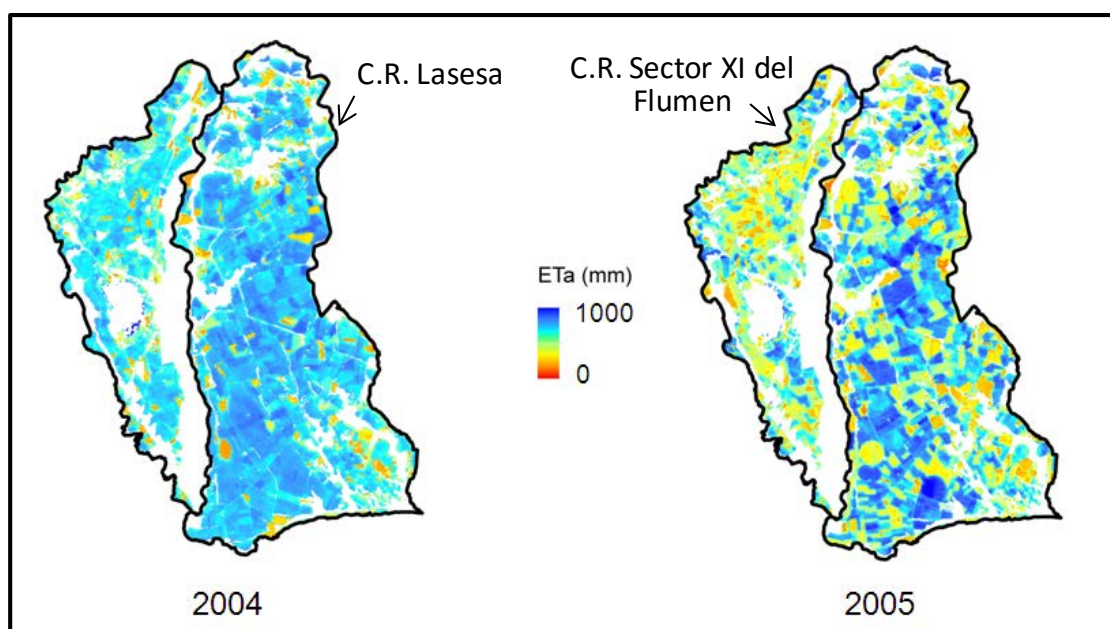 C.R. Lasesa
C.R. Sector XI del
Flumen
ETa (mm)
1000
0
2004
2005